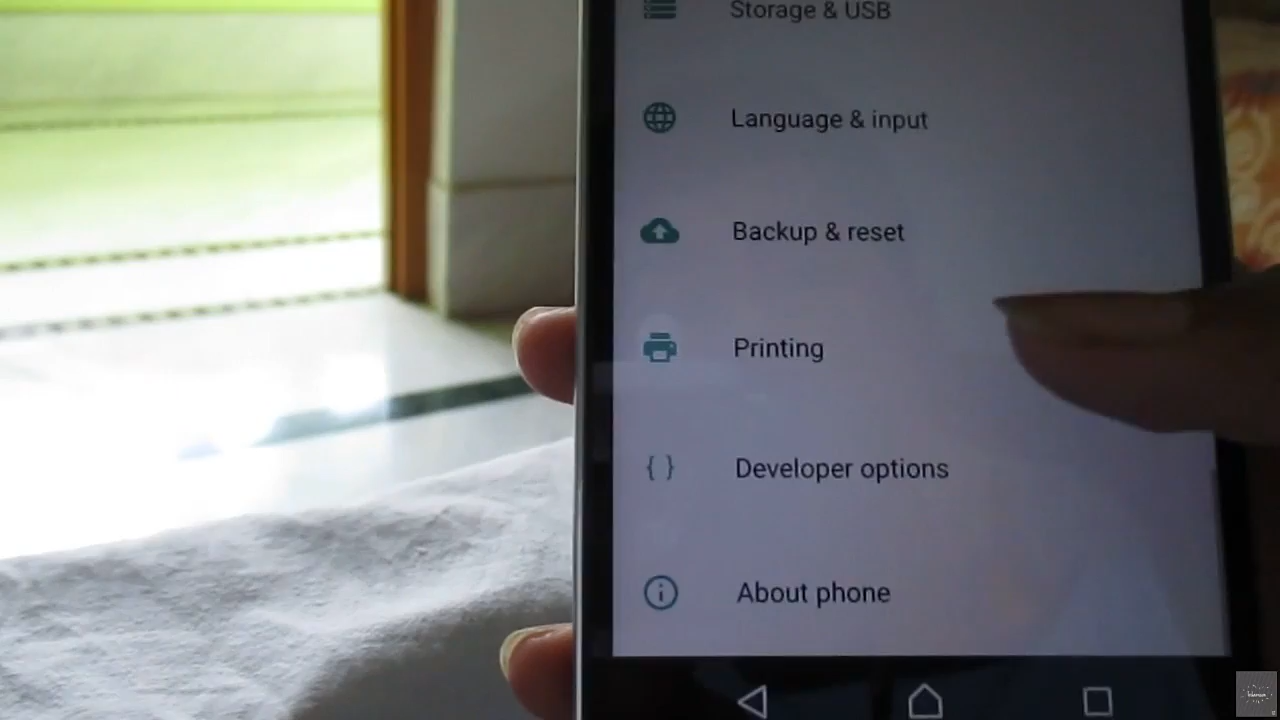 Storage & USB
Language & input
Backup & reset
Printing
Developer options
About phone